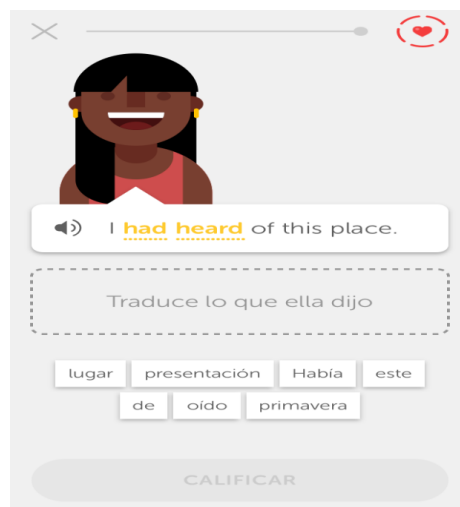 I had heard of this place.
Traduce lo que ella dijo
lugar presentación Había este
de oído primavera
CALIFICAR